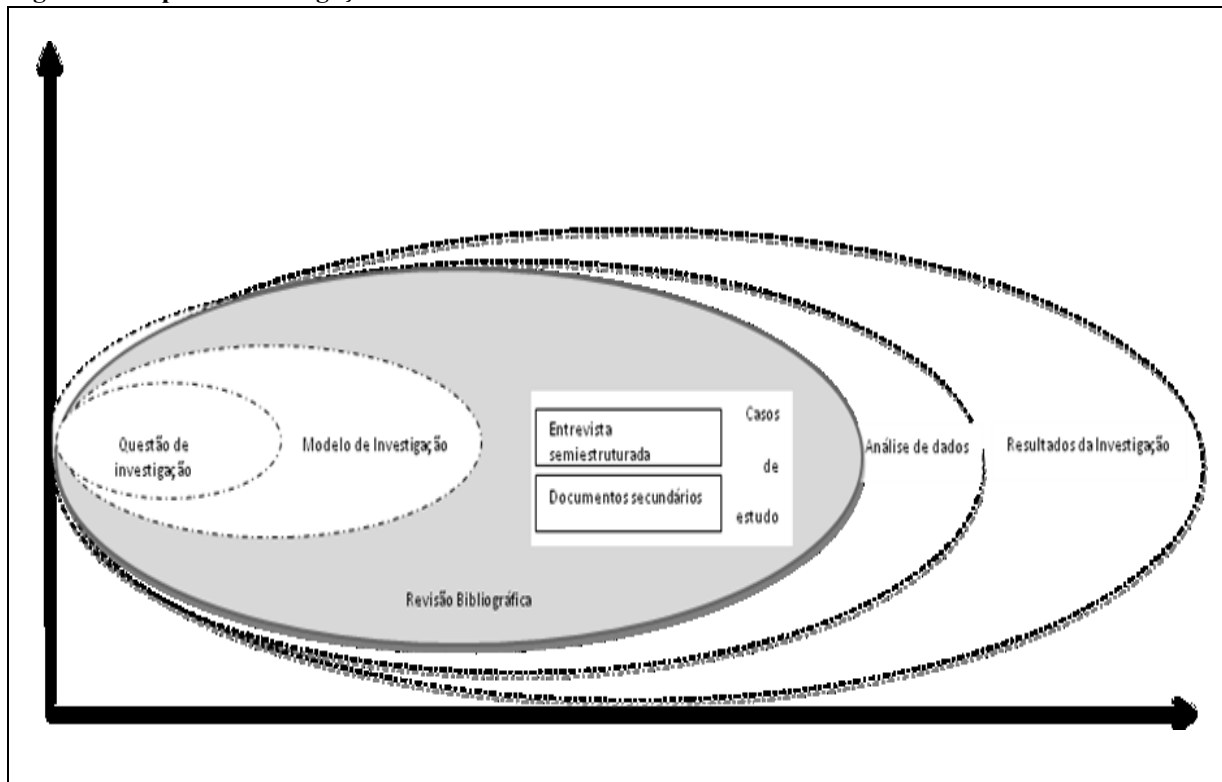 Questão de
investigação
Modelo de Investigação
Entrevista
semiestruturada
Documentos secundários
Casos
de
estudo
Análise de dados
Resultados da Investigação
Revisão Bibliográfica